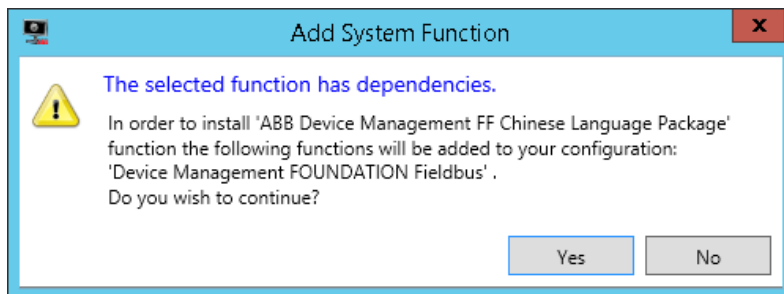 Add System Function
x
The selected function has dependencies.
In order to install 'ABB Device Management FF Chinese Language Package'
function the following functions will be added to your configuration:
'Device Management FOUNDATION Fieldbus' .
Do you wish to continue?
Yes
No